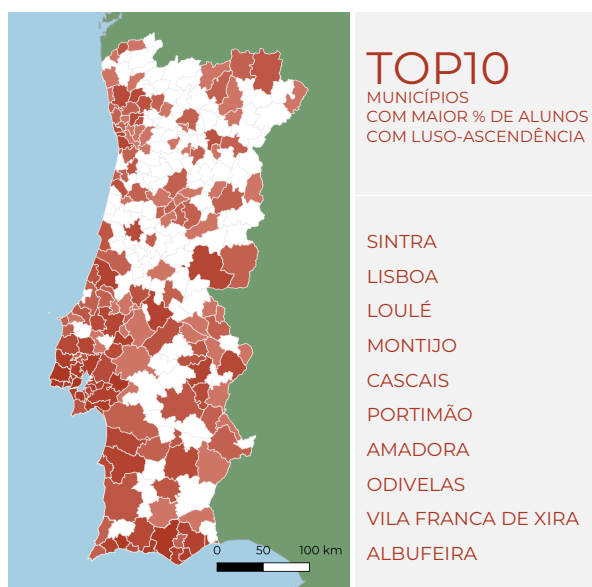 TOP10
MUNICÍPIOS
COM MAIOR % DE ALUNOS
COM LUSO-ASCENDÊNCIA
SINTRA
LISBOA
LOULÉ
MONTIJO
CASCAIS
PORTIMÃO
AMADORA
ODIVELAS
VILA FRANCA DE XIRA
ALBUFEIRA
0 50 100 km